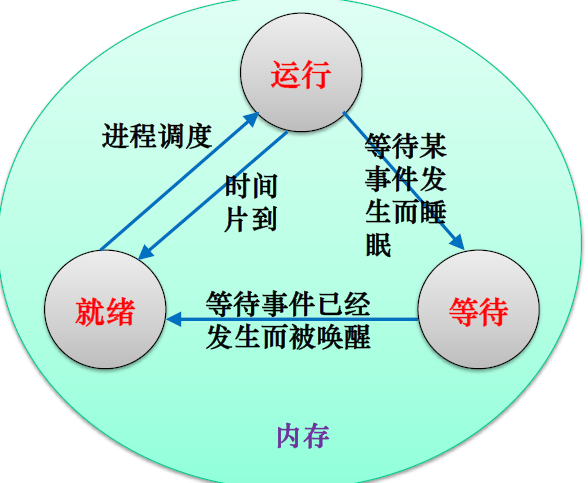 运行
进程调度
时间
片到
等待某
事件发
生而睡
眠
就绪
等待事件已经
发生而被唤醒
等待
内存